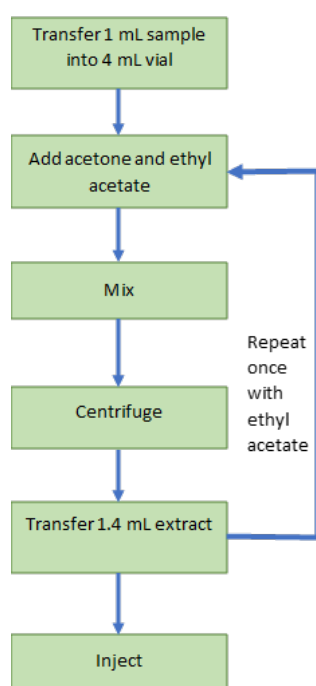 Transfer 1 mL sample
into 4 mL vial
Add acetone and ethyl
acetate
Mix
Repeat
once
with
ethyl
acetate
Centrifuge
Transfer 1.4 mL extract
Inject